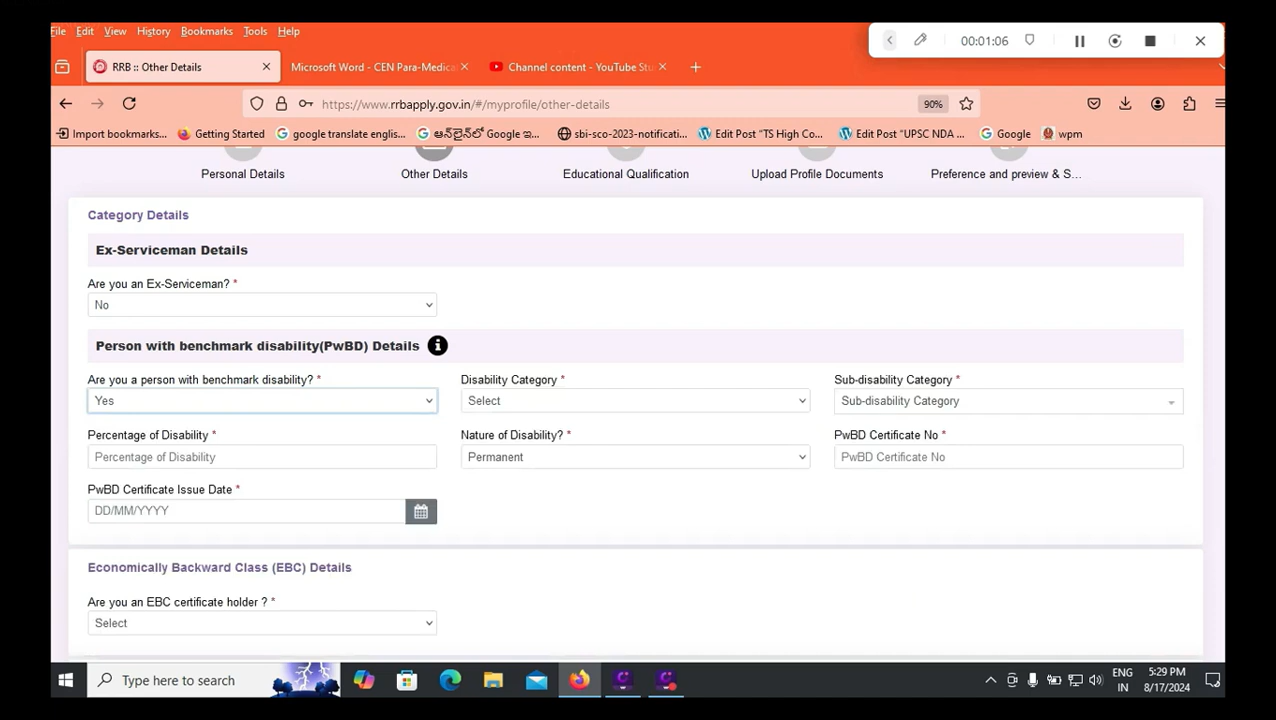 File Edit View History Bookmarks Tools Help
00:01:06
RRB :: Other Details
Microsoft Word - CEN Para-Medica
Channel content - YouTube Stu
https://www.rrbapply.gov.in/#/myprofile/other-details
90%
Import bookmarks... Getting Started google translate englis... ఆన్‌లైన్‌లో Google ఇ... sbi-sco-2023-notificati... Edit Post “TS High Co... Edit Post “UPSC NDA ... Google wpm
Personal Details Other Details Educational Qualification Upload Profile Documents Preference and preview & S...
Category Details
Ex-Serviceman Details
Are you an Ex-Serviceman? *
No
Person with benchmark disability(PwBD) Details
Are you a person with benchmark disability? * Disability Category * Sub-disability Category *
Yes Select Sub-disability Category
Percentage of Disability * Nature of Disability? * PwBD Certificate No *
Percentage of Disability Permanent PwBD Certificate No
PwBD Certificate Issue Date *
DD/MM/YYYY
Economically Backward Class (EBC) Details
Are you an EBC certificate holder ? *
Select
Type here to search
ENG
IN
5:29 PM
8/17/2024